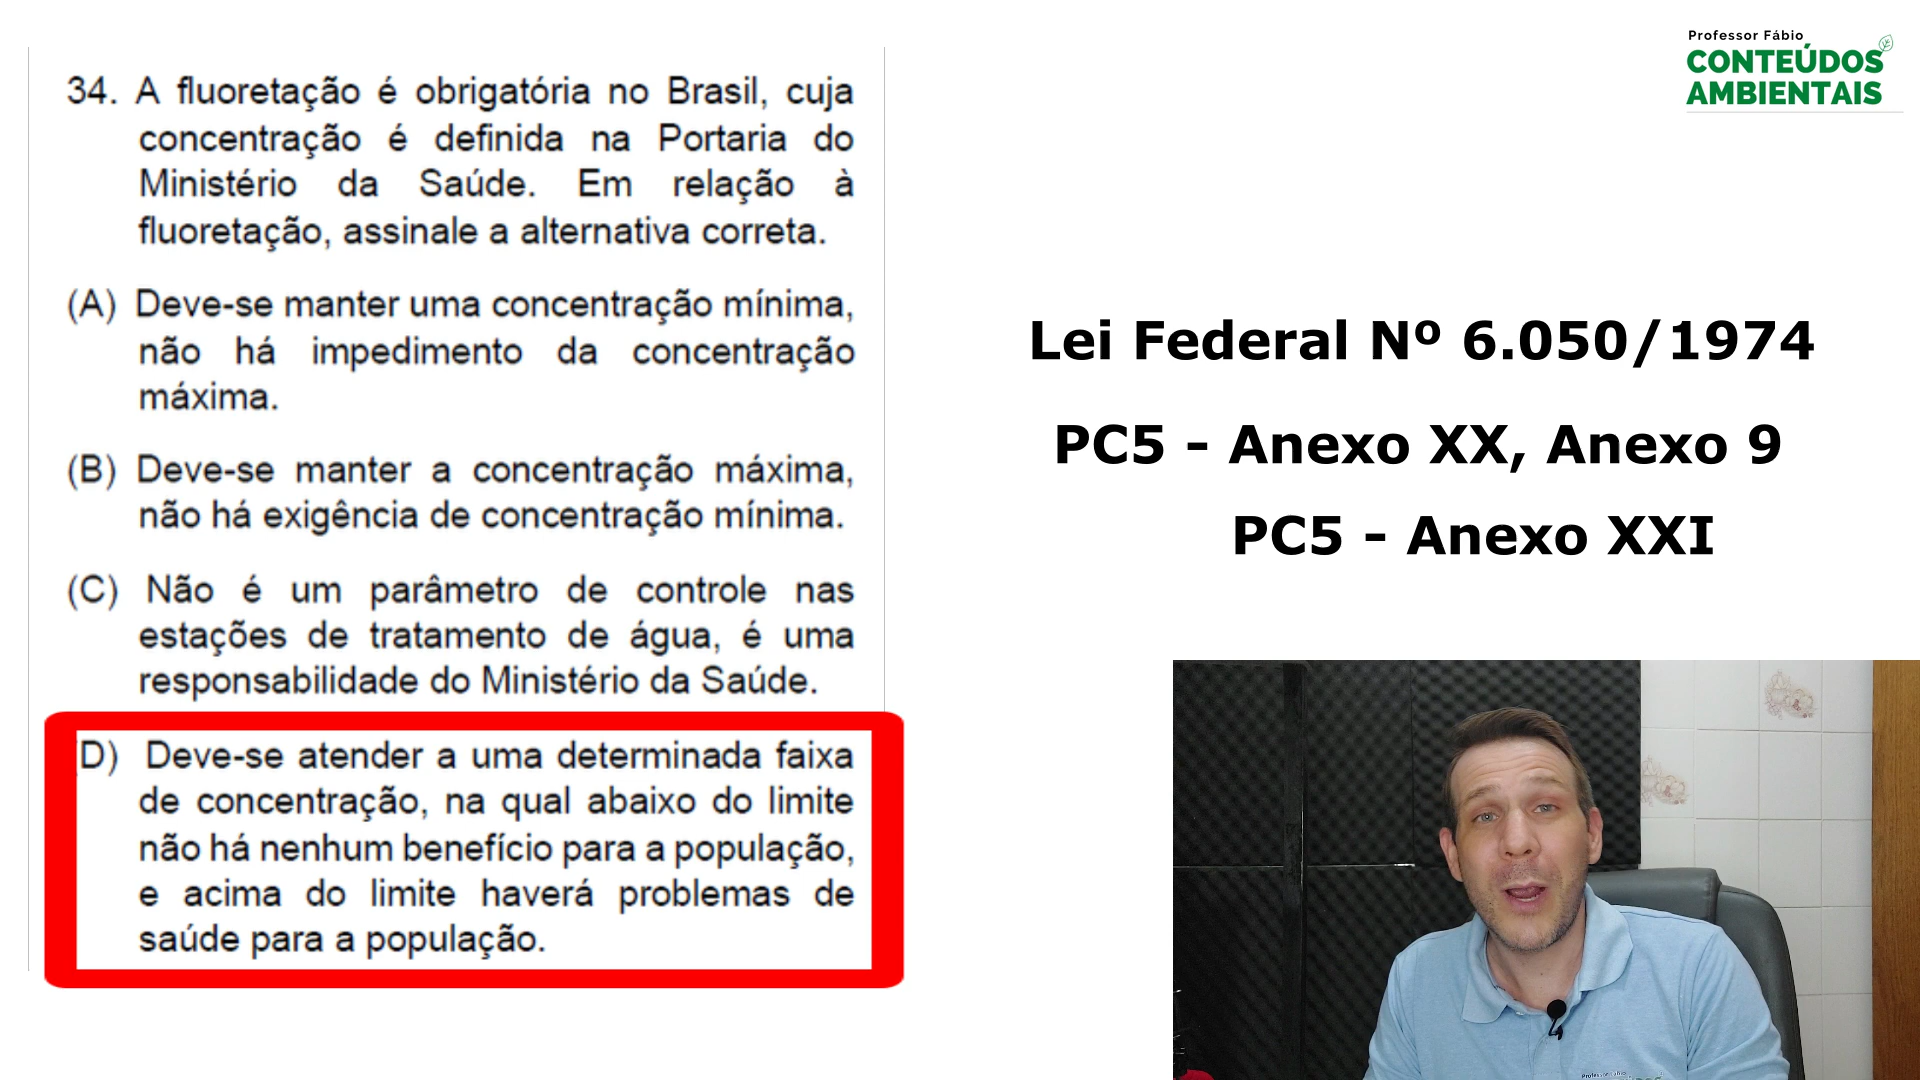 34. A fluoretação é obrigatória no Brasil, cuja
concentração é definida na Portaria do
Ministério da Saúde. Em relação à
fluoretação, assinale a alternativa correta.
(A) Deve-se manter uma concentração mínima,
não há impedimento da concentração
máxima.
(B) Deve-se manter a concentração máxima,
não há exigência de concentração mínima.
(C) Não é um parâmetro de controle nas
estações de tratamento de água, é uma
responsabilidade do Ministério da Saúde.
D) Deve-se atender a uma determinada faixa
de concentração, na qual abaixo do limite
não há nenhum benefício para a população,
e acima do limite haverá problemas de
saúde para a população.
Professor Fábio
CONTEÚDOS
AMBIENTAIS
Lei Federal Nº 6.050/1974
PC5 - Anexo XX, Anexo 9
PC5 - Anexo XXI